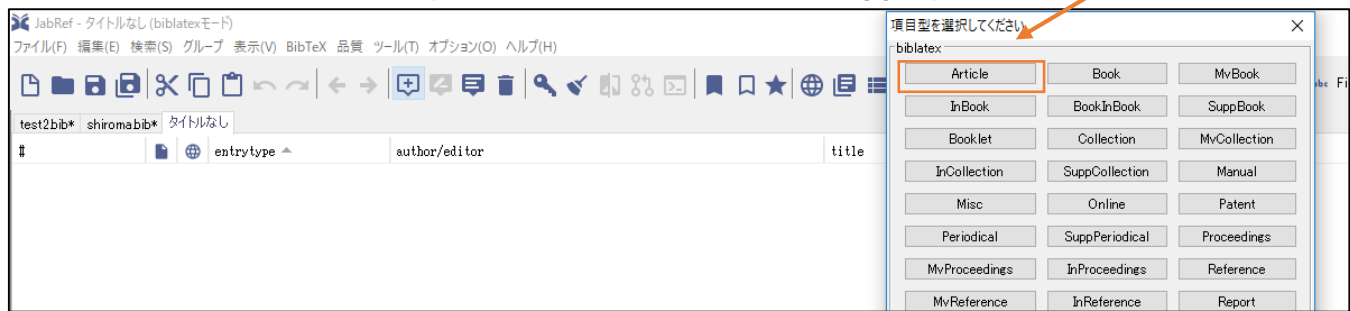 JabRef - タイトルなし (biblatexモード)
ファイル(F) 編集(E) 検索(S) グループ 表示(V) BibTeX 品質 ツール(T) オプション(O) ヘルプ(H)
test2bib* shiromabib* タイトルなし
# entrytype author/editor title
項目型を選択してください
biblatex
Article Book MvBook
InBook BookInBook SuppBook
Booklet Collection MvCollection
InCollection SuppCollection Manual
Misc Online Patent
Periodical SuppPeriodical Proceedings
MvProceedings InProceedings Reference
MvReference InReference Report
abc Fi